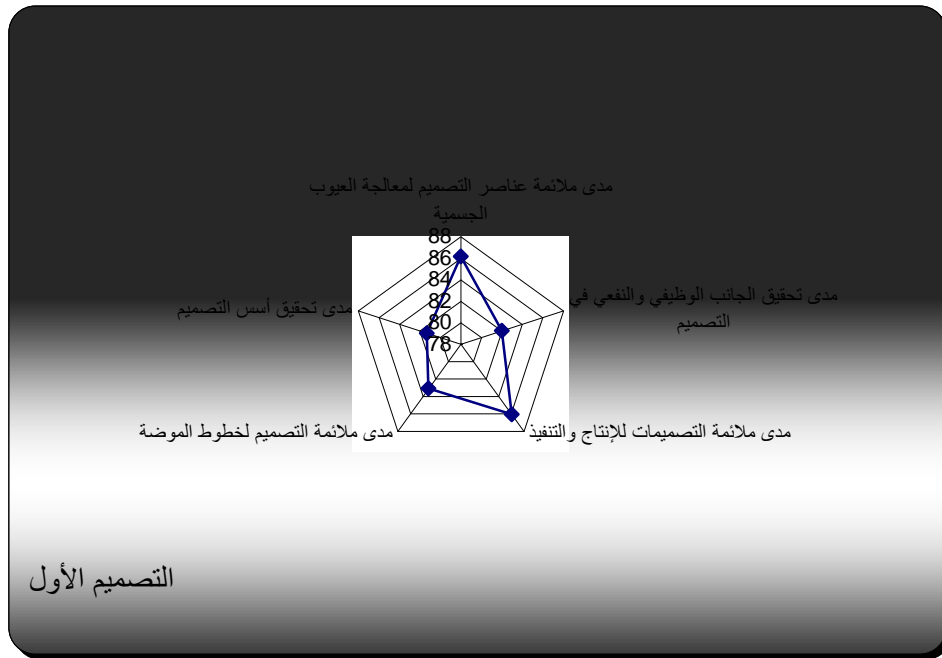 مدى ملائمة عناصر التصميم لمعالجة العيوب
الجسمية
88
86
84
82
80
78
مدى تحقيق الجانب الوظيفي والنفعي في
التصميم
مدى تحقيق أسس التصميم
مدى ملائمة التصميمات للإنتاج والتنفيذ
مدى ملائمة التصميم لخطوط الموضة
التصميم الأول